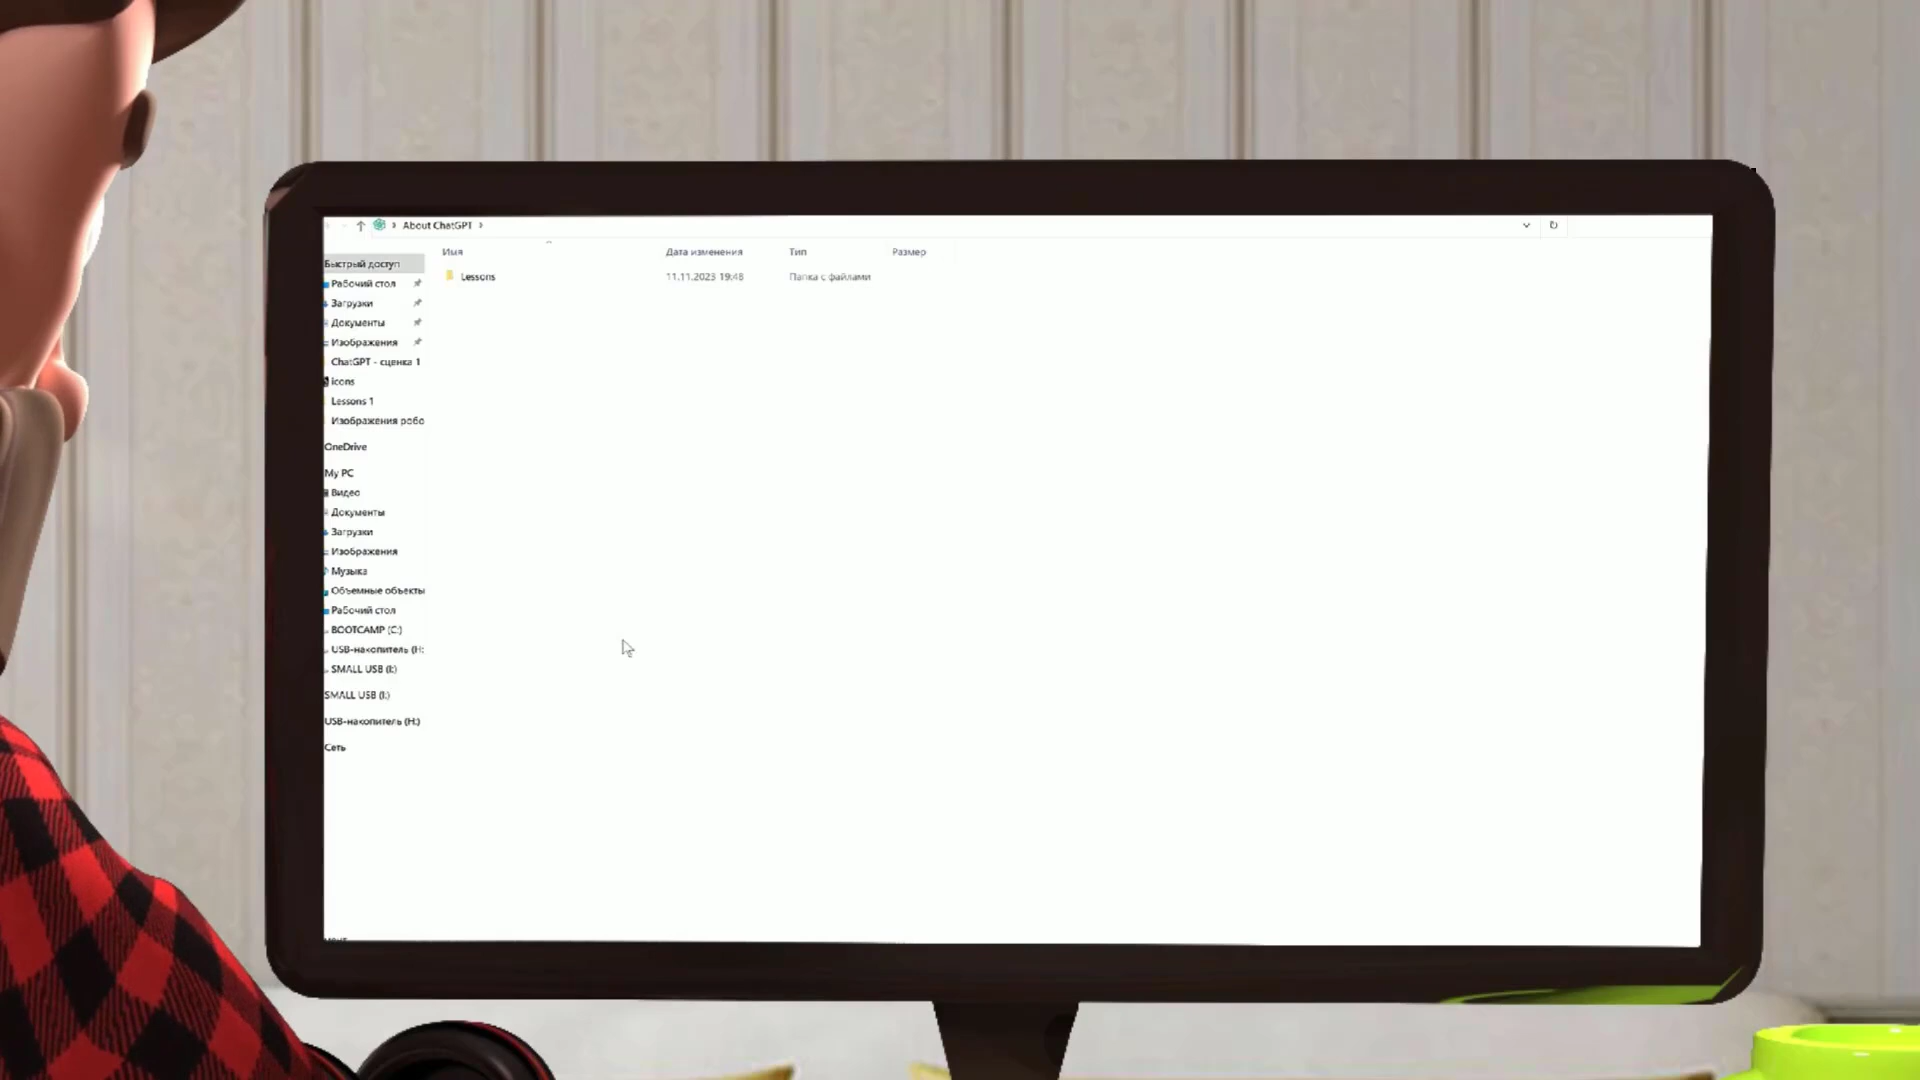 About ChatGPT
Имя Дата изменения Тип Размер
Lessons 11.11.2023 19:48 Папка с файлами
Быстрый доступ
Рабочий стол
Загрузки
Документы
Изображения
ChatGPT - сценка 1
icons
Lessons 1
Изображения робо
OneDrive
My PC
Видео
Документы
Загрузки
Изображения
Музыка
Объемные объекты
Рабочий стол
BOOTCAMP (C:)
USB-накопитель (H:
SMALL USB (I:)
SMALL USB (I:)
USB-накопитель (H:)
Сеть